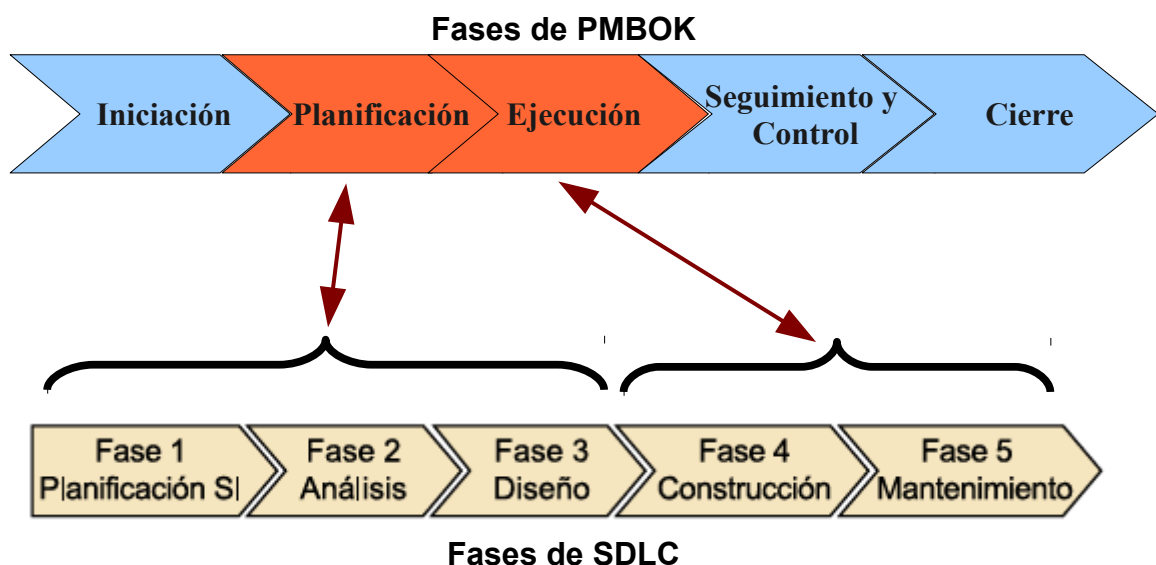 Fases de PMBOK
Iniciación
Planificación
Ejecución
Seguimiento y
Control
Cierre
Fase 1
Planificación SI
Fase 2
Análisis
Fase 3
Diseño
Fase 4
Construcción
Fase 5
Mantenimiento
Fases de SDLC